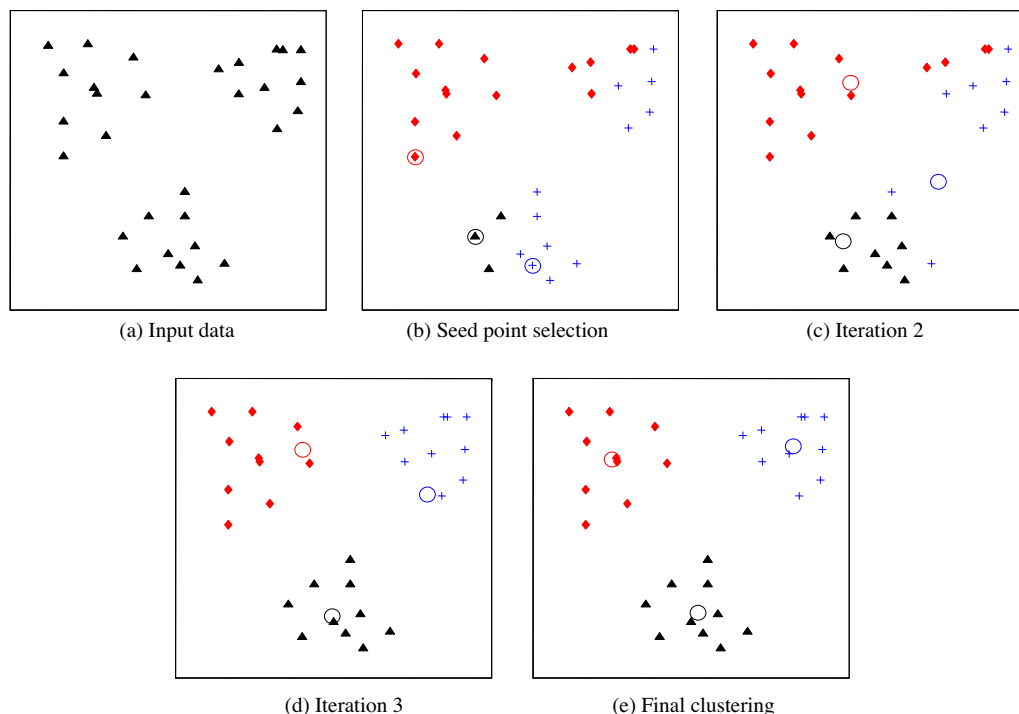 (a) Input data
(b) Seed point selection
(c) Iteration 2
(d) Iteration 3
(e) Final clustering